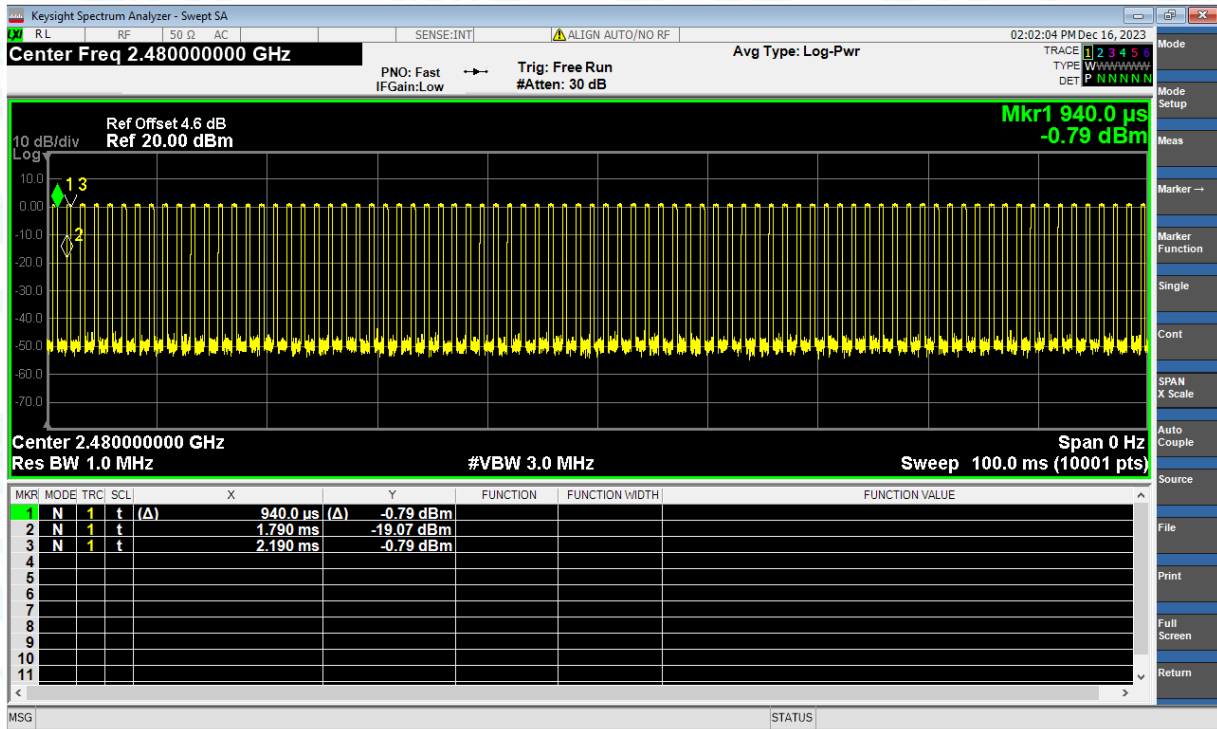 Keysight Spectrum Analyzer - Swept SA
LXI RL RF 50 Ω AC SENSE:INT ALIGN AUTO/NO RF 02:02:04 PM Dec 16, 2023
Center Freq 2.480000000 GHz
PNO: Fast
IFGain:Low
Trig: Free Run
#Atten: 30 dB
Avg Type: Log-Pwr
TRACE 1 2 3 4 5 6
TYPE WWWWWW
DET P N N N N N
Mkr1 940.0 µs
-0.79 dBm
Ref Offset 4.6 dB
10 dB/div Ref 20.00 dBm
Log
10.0
0.00
-10.0
-20.0
-30.0
-40.0
-50.0
-60.0
-70.0
1 3
2
Center 2.480000000 GHz Span 0 Hz
Res BW 1.0 MHz #VBW 3.0 MHz Sweep 100.0 ms (10001 pts)
MKR MODE TRC SCL X Y FUNCTION FUNCTION WIDTH FUNCTION VALUE
1 N 1 t (Δ) 940.0 µs (Δ) -0.79 dBm
2 N 1 t 1.790 ms -19.07 dBm
3 N 1 t 2.190 ms -0.79 dBm
4
5
6
7
8
9
10
11
MSG STATUS
Mode
Mode
Setup
Meas
Marker →
Marker
Function
Single
Cont
SPAN
X Scale
Auto
Couple
Source
File
Print
Full
Screen
Return